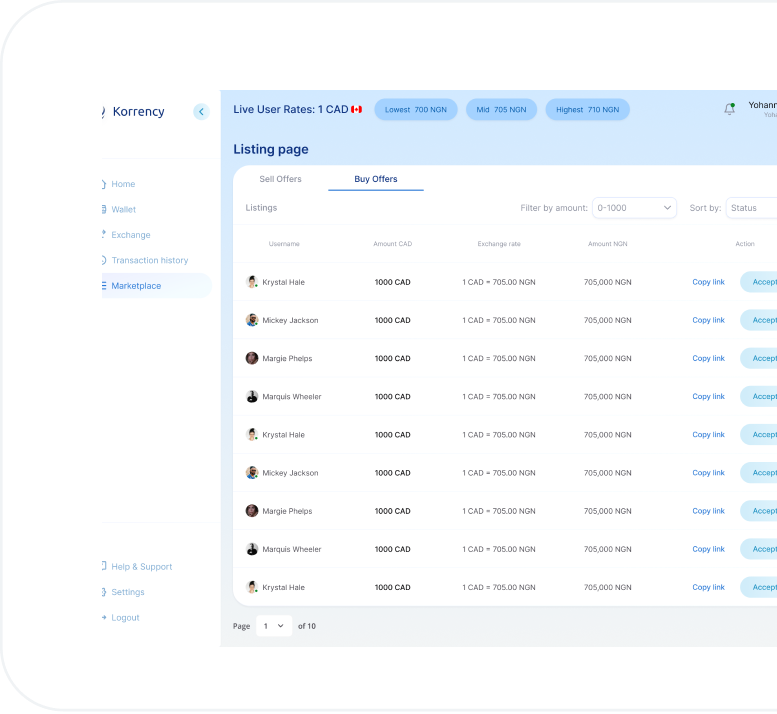 Korrency
Live User Rates: 1 CAD
Lowest 700 NGN
Mid 705 NGN
Highest 710 NGN
Yohann
Yoha
Listing page
Sell Offers
Buy Offers
Listings
Filter by amount:
0-1000
Sort by:
Status
Home
Wallet
Exchange
Transaction history
Marketplace
Help & Support
Settings
Logout
Username Amount CAD Exchange rate Amount NGN Action
Krystal Hale 1000 CAD 1 CAD = 705.00 NGN 705,000 NGN Copy link Accept
Mickey Jackson 1000 CAD 1 CAD = 705.00 NGN 705,000 NGN Copy link Accept
Margie Phelps 1000 CAD 1 CAD = 705.00 NGN 705,000 NGN Copy link Accept
Marquis Wheeler 1000 CAD 1 CAD = 705.00 NGN 705,000 NGN Copy link Accept
Krystal Hale 1000 CAD 1 CAD = 705.00 NGN 705,000 NGN Copy link Accept
Mickey Jackson 1000 CAD 1 CAD = 705.00 NGN 705,000 NGN Copy link Accept
Margie Phelps 1000 CAD 1 CAD = 705.00 NGN 705,000 NGN Copy link Accept
Marquis Wheeler 1000 CAD 1 CAD = 705.00 NGN 705,000 NGN Copy link Accept
Krystal Hale 1000 CAD 1 CAD = 705.00 NGN 705,000 NGN Copy link Accept
Page 1 of 10